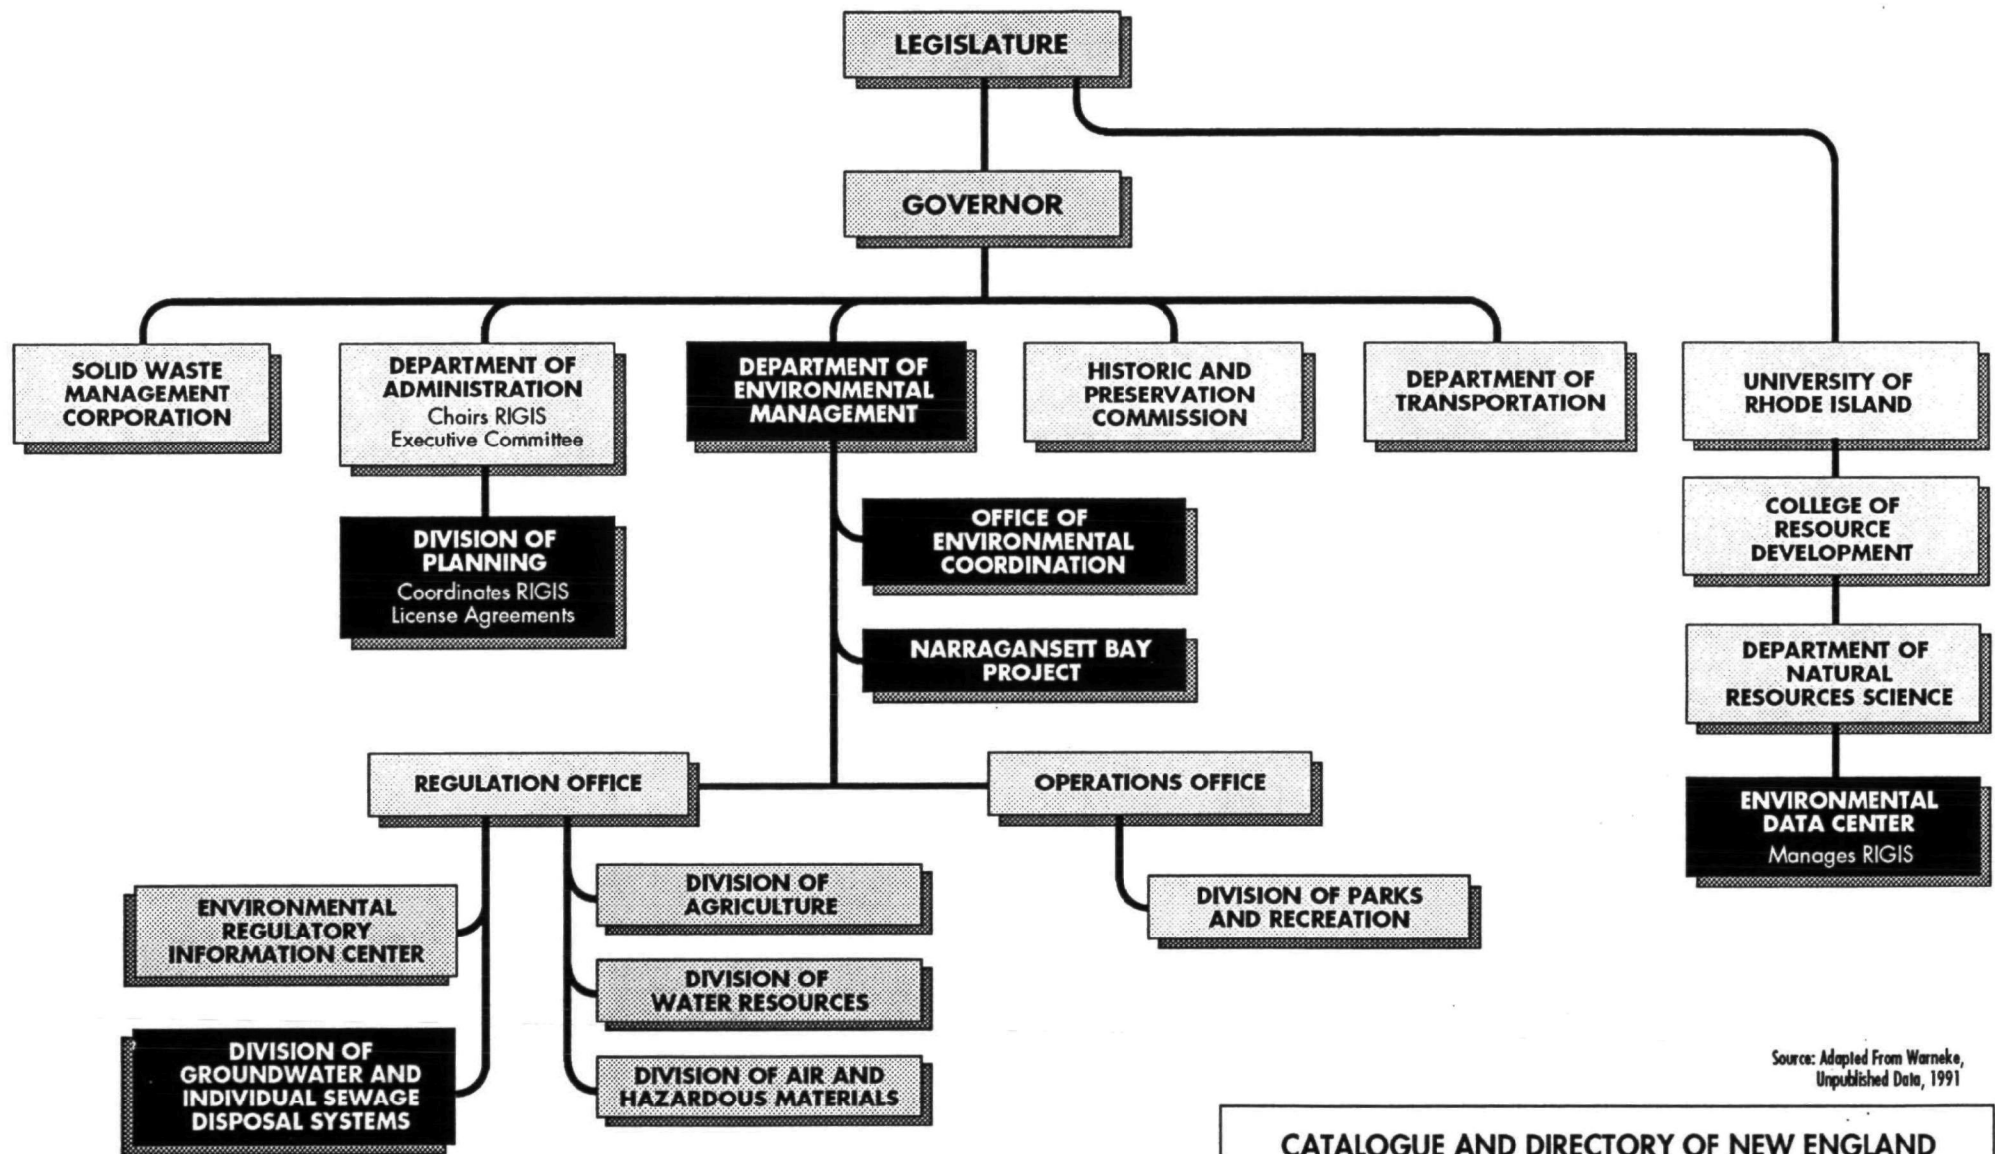 LEGISLATURE
GOVERNOR
SOLID WASTE
MANAGEMENT
CORPORATION
DEPARTMENT OF
ADMINISTRATION
Chairs RIGIS
Executive Committee
DEPARTMENT OF
ENVIRONMENTAL
MANAGEMENT
HISTORIC AND
PRESERVATION
COMMISSION
DEPARTMENT OF
TRANSPORTATION
UNIVERSITY OF
RHODE ISLAND
DIVISION OF
PLANNING
Coordinates RIGIS
License Agreements
OFFICE OF
ENVIRONMENTAL
COORDINATION
COLLEGE OF
RESOURCE
DEVELOPMENT
NARRAGANSETT BAY
PROJECT
DEPARTMENT OF
NATURAL
RESOURCES SCIENCE
REGULATION OFFICE
OPERATIONS OFFICE
ENVIRONMENTAL
DATA CENTER
Manages RIGIS
ENVIRONMENTAL
REGULATORY
INFORMATION CENTER
DIVISION OF
AGRICULTURE
DIVISION OF PARKS
AND RECREATION
DIVISION OF
WATER RESOURCES
DIVISION OF
GROUNDWATER AND
INDIVIDUAL SEWAGE
DISPOSAL SYSTEMS
DIVISION OF AIR AND
HAZARDOUS MATERIALS
Source: Adapted From Warneke,
Unpublished Data, 1991
CATALOGUE AND DIRECTORY OF NEW ENGLAND